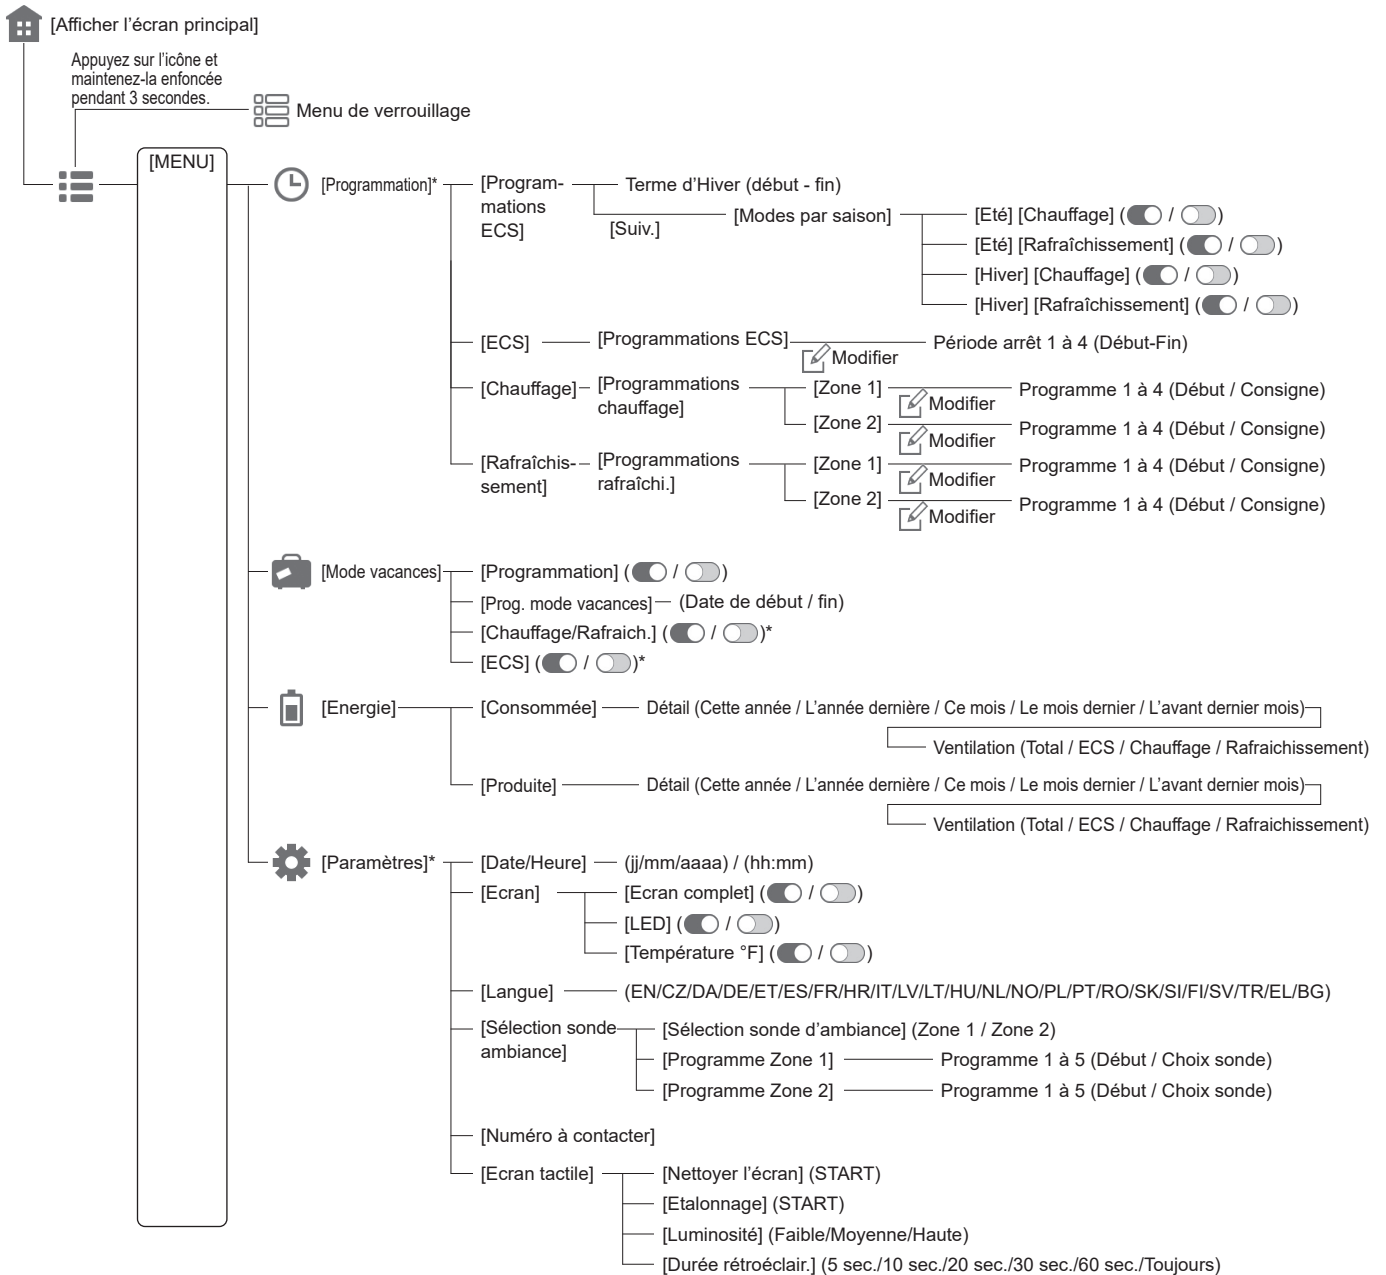 [Afficher l'écran principal]
Appuyez sur l'icône et
maintenez-la enfoncée
pendant 3 secondes.
Menu de verrouillage
[MENU]
[Programmation]*
[Program-
mations
ECS]
Terme d'Hiver (début - fin)
[Suiv.]
[Modes par saison]
[Eté] [Chauffage] ( / )
[Eté] [Rafraîchissement] ( / )
[Hiver] [Chauffage] ( / )
[Hiver] [Rafraîchissement] ( / )
[ECS]
[Programmations ECS]
Modifier
Période arrêt 1 à 4 (Début-Fin)
[Chauffage]
[Programmations
chauffage]
[Zone 1]
Modifier
Programme 1 à 4 (Début / Consigne)
[Zone 2]
Modifier
Programme 1 à 4 (Début / Consigne)
[Rafraîchis-
sement]
[Programmations
rafraîchi.]
[Zone 1]
Modifier
Programme 1 à 4 (Début / Consigne)
[Zone 2]
Modifier
Programme 1 à 4 (Début / Consigne)
[Mode vacances]
[Programmation] ( / )
[Prog. mode vacances]
(Date de début / fin)
[Chauffage/Rafraich.] ( / )*
[ECS] ( / )*
[Energie]
[Consommée]
Détail (Cette année / L'année dernière / Ce mois / Le mois dernier / L'avant dernier mois)
Ventilation (Total / ECS / Chauffage / Rafraichissement)
[Produite]
Détail (Cette année / L'année dernière / Ce mois / Le mois dernier / L'avant dernier mois)
Ventilation (Total / ECS / Chauffage / Rafraichissement)
[Paramètres]*
[Date/Heure]
(jj/mm/aaaa) / (hh:mm)
[Ecran]
[Ecran complet] ( / )
[LED] ( / )
[Température °F] ( / )
[Langue]
(EN/CZ/DA/DE/ET/ES/FR/HR/IT/LV/LT/HU/NL/NO/PL/PT/RO/SK/SI/FI/SV/TR/EL/BG)
[Sélection sonde
ambiance]
[Sélection sonde d'ambiance] (Zone 1 / Zone 2)
[Programme Zone 1]
Programme 1 à 5 (Début / Choix sonde)
[Programme Zone 2]
Programme 1 à 5 (Début / Choix sonde)
[Numéro à contacter]
[Ecran tactile]
[Nettoyer l'écran] (START)
[Etalonnage] (START)
[Luminosité] (Faible/Moyenne/Haute)
[Durée rétroéclair.] (5 sec./10 sec./20 sec./30 sec./60 sec./Toujours)